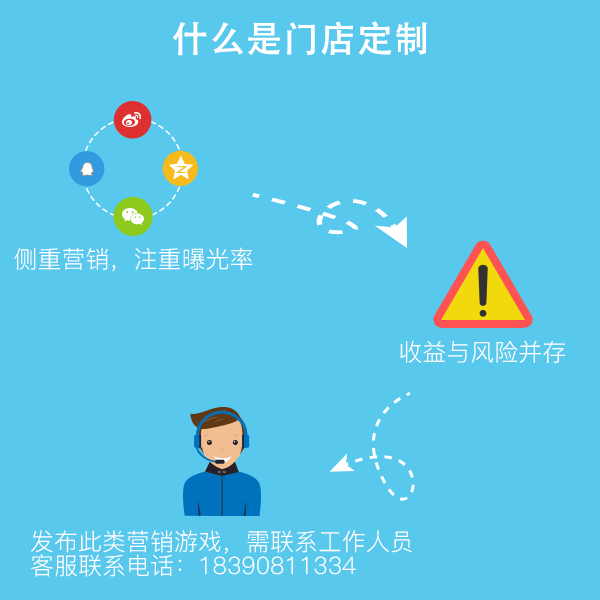 什么是门店定制
侧重营销，注重曝光率
收益与风险并存
发布此类营销游戏，需联系工作人员
客服联系电话：18390811334